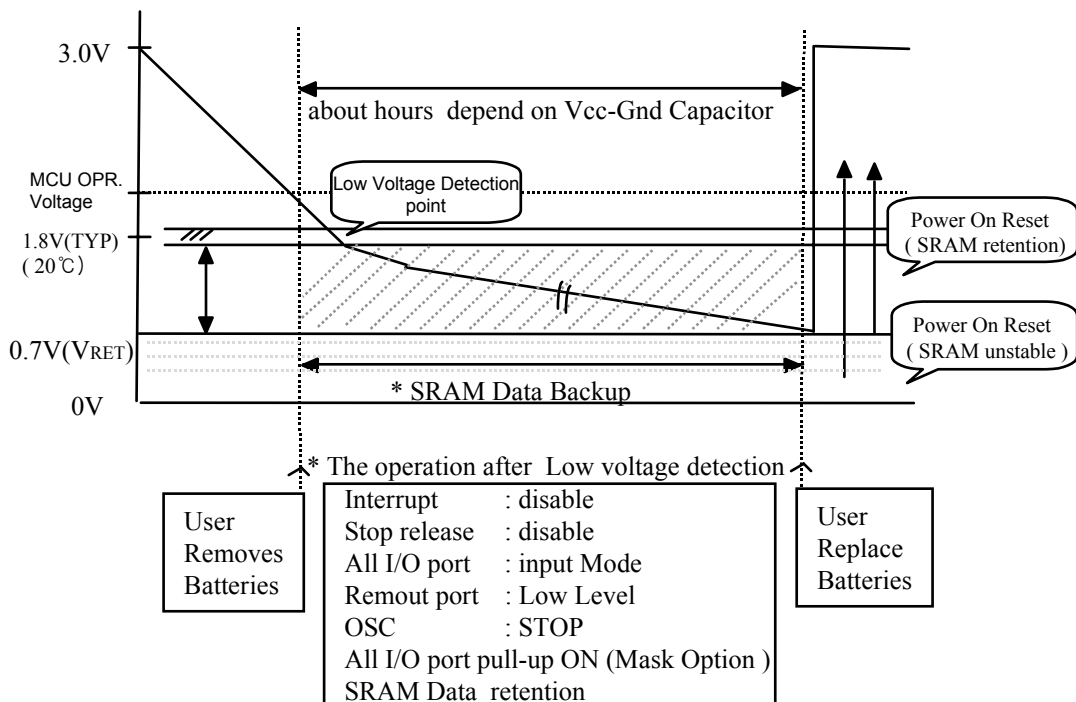 3.0V
about hours depend on Vcc-Gnd Capacitor
MCU OPR.
Voltage
Low Voltage Detection
point
1.8V(TYP)
( 20℃)
Power On Reset
( SRAM retention)
0.7V(VRET)
Power On Reset
( SRAM unstable )
* SRAM Data Backup
0V
* The operation after Low voltage detection
User
Removes
Batteries
Interrupt : disable
Stop release : disable
All I/O port : input Mode
Remout port : Low Level
OSC : STOP
All I/O port pull-up ON (Mask Option )
SRAM Data retention
User
Replace
Batteries